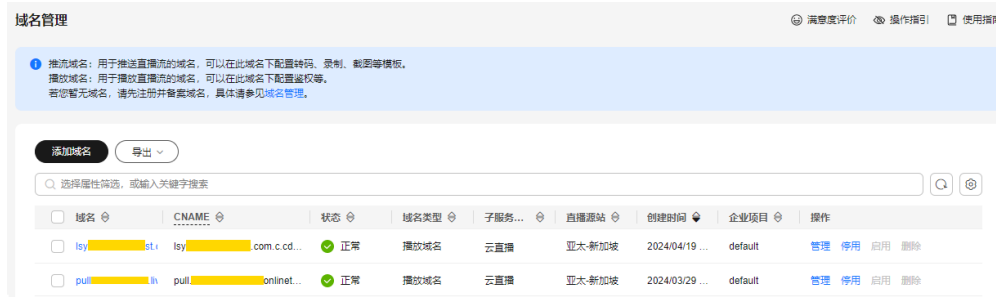 域名管理
满意度评价 操作指引 使用指
推流域名：用于推送直播流的域名，可以在此域名下配置转码、录制、截图等模板。
播放域名：用于播放直播流的域名，可以在此域名下配置鉴权等。
若您暂无域名，请先注册并备案域名，具体请参见域名管理。
添加域名 导出
选择属性筛选，或输入关键字搜索
域名 CNAME 状态 域名类型 子服务... 直播源站 创建时间 企业项目 操作
lsy st.c lsy .com.c.cd... 正常 播放域名 云直播 亚太-新加坡 2024/04/19 ... default 管理 停用 启用 删除
pull .liv pull. onlinet... 正常 播放域名 云直播 亚太-新加坡 2024/03/29 ... default 管理 停用 启用 删除